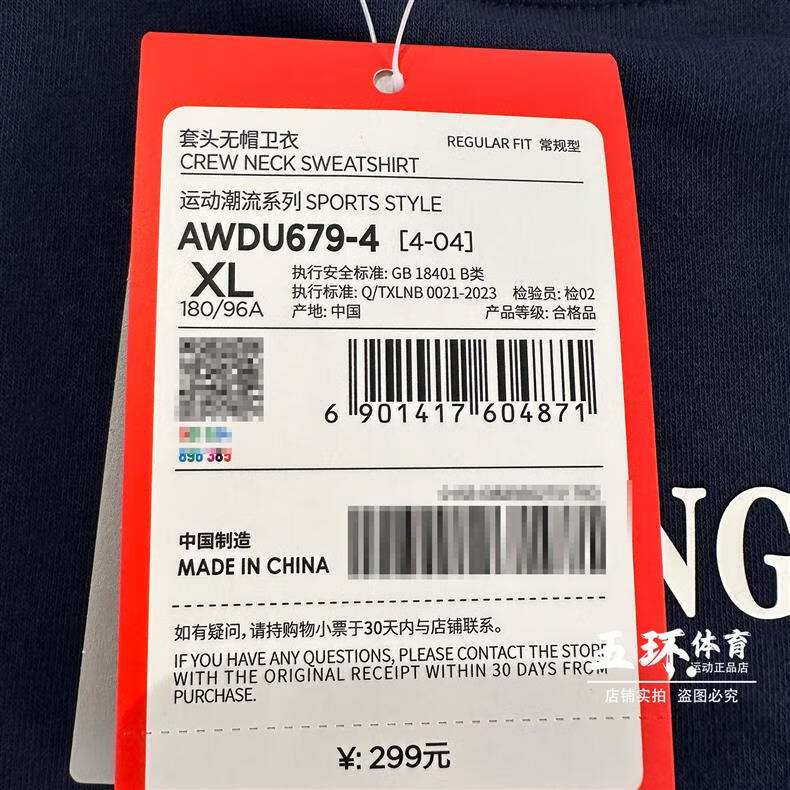 套头无帽卫衣
CREW NECK SWEATSHIRT
REGULAR FIT 常规型
运动潮流系列 SPORTS STYLE
AWDU679-4 [4-04]
XL
180/96A
执行安全标准: GB 18401 B类
执行标准: Q/TXLNB 0021-2023 检验员: 检02
产地: 中国 产品等级: 合格品
6 901417 604871
中国制造
MADE IN CHINA
如有疑问,请持购物小票于30天内与店铺联系。
IF YOU HAVE ANY QUESTIONS, PLEASE CONTACT THE STORE
WITH THE ORIGINAL RECEIPT WITHIN 30 DAYS FROM
PURCHASE.
¥: 299元
NG
五环体育
运动正品店
店铺实拍 盗图必究